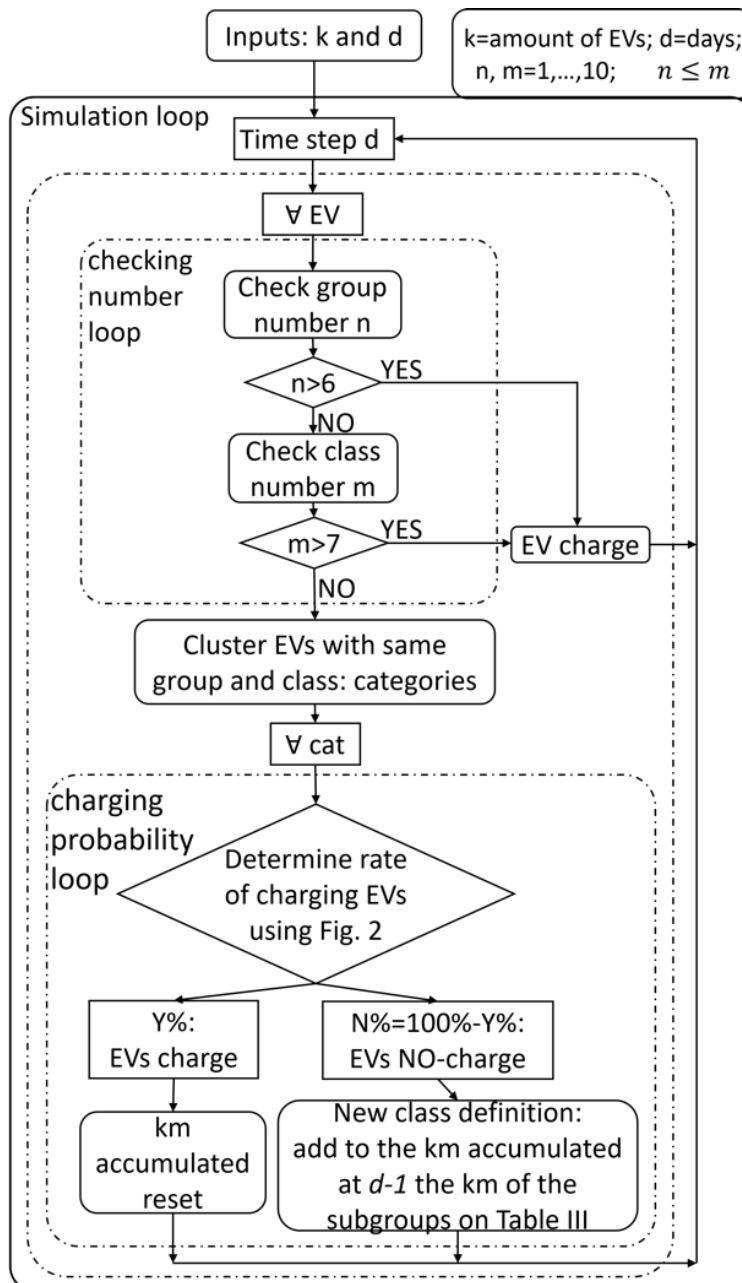 Inputs: k and d
k=amount of EVs; d=days;
n, m=1,...,10; n ≤ m
Simulation loop
Time step d
∀ EV
checking
number
loop
Check group
number n
n>6
YES
NO
Check class
number m
m>7
YES
EV charge
NO
Cluster EVs with same
group and class: categories
∀ cat
charging
probability
loop
Determine rate
of charging EVs
using Fig. 2
Y%:
EVs charge
N%=100%-Y%:
EVs NO-charge
km
accumulated
reset
New class definition:
add to the km accumulated
at d-1 the km of the
subgroups on Table III